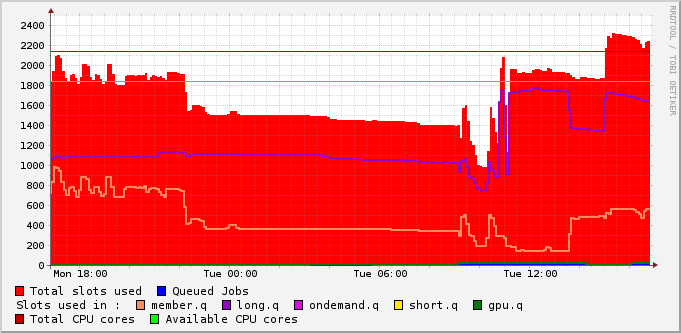 2400
2200
2000
1800
1600
1400
1200
1000
800
600
400
200
0
Mon 18:00 Tue 00:00 Tue 06:00 Tue 12:00
Total slots used Queued Jobs
Slots used in : member.q long.q ondemand.q short.q gpu.q
Total CPU cores Available CPU cores
RRDTOOL / TOBI OETIKER